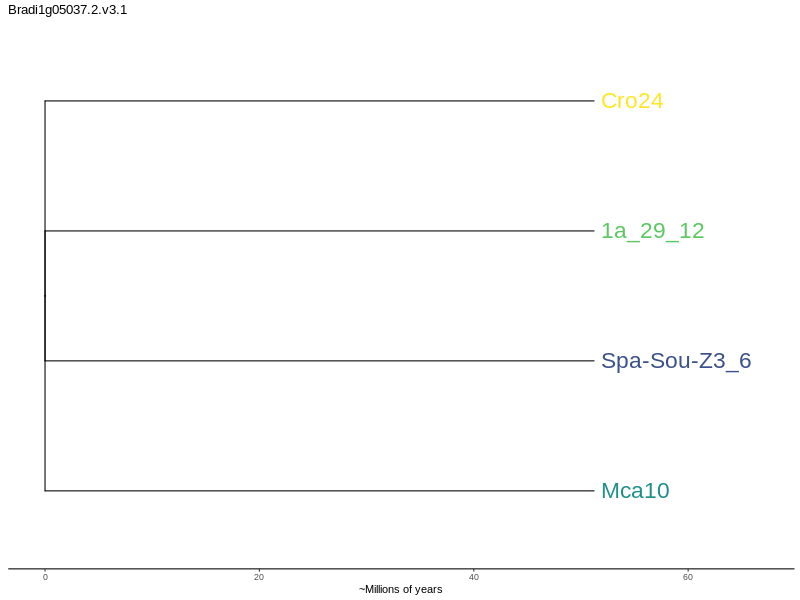 Bradi1g05037.2.v3.1
Cro24
1a_29_12
Spa-Sou-Z3_6
Mca10
0 20 40 60
~Millions of years